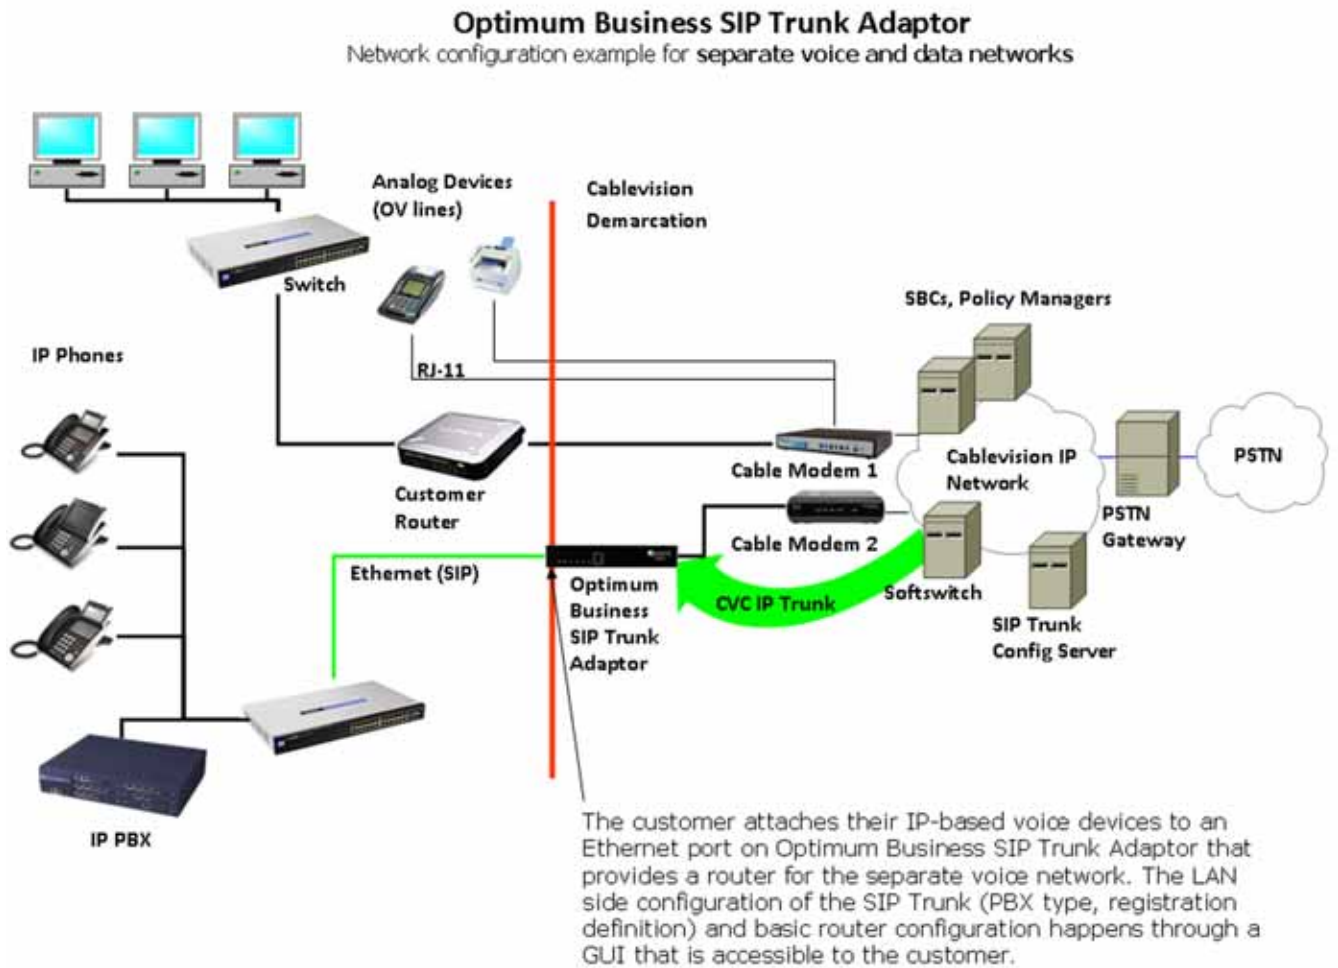 Optimum Business SIP Trunk Adaptor
Network configuration example for separate voice and data networks
Analog Devices
(OV lines)
Cablevision
Demarcation
Switch
SBCs, Policy Managers
IP Phones
RJ-11
Cable Modem 1
Cablevision IP
Network
PSTN
Customer
Router
PSTN
Gateway
Cable Modem 2
Ethernet (SIP)
Optimum
Business
SIP Trunk
Adaptor
CVC IP Trunk
Softswitch
SIP Trunk
Config Server
IP PBX
The customer attaches their IP-based voice devices to an
Ethernet port on Optimum Business SIP Trunk Adaptor that
provides a router for the separate voice network. The LAN
side configuration of the SIP Trunk (PBX type, registration
definition) and basic router configuration happens through a
GUI that is accessible to the customer.